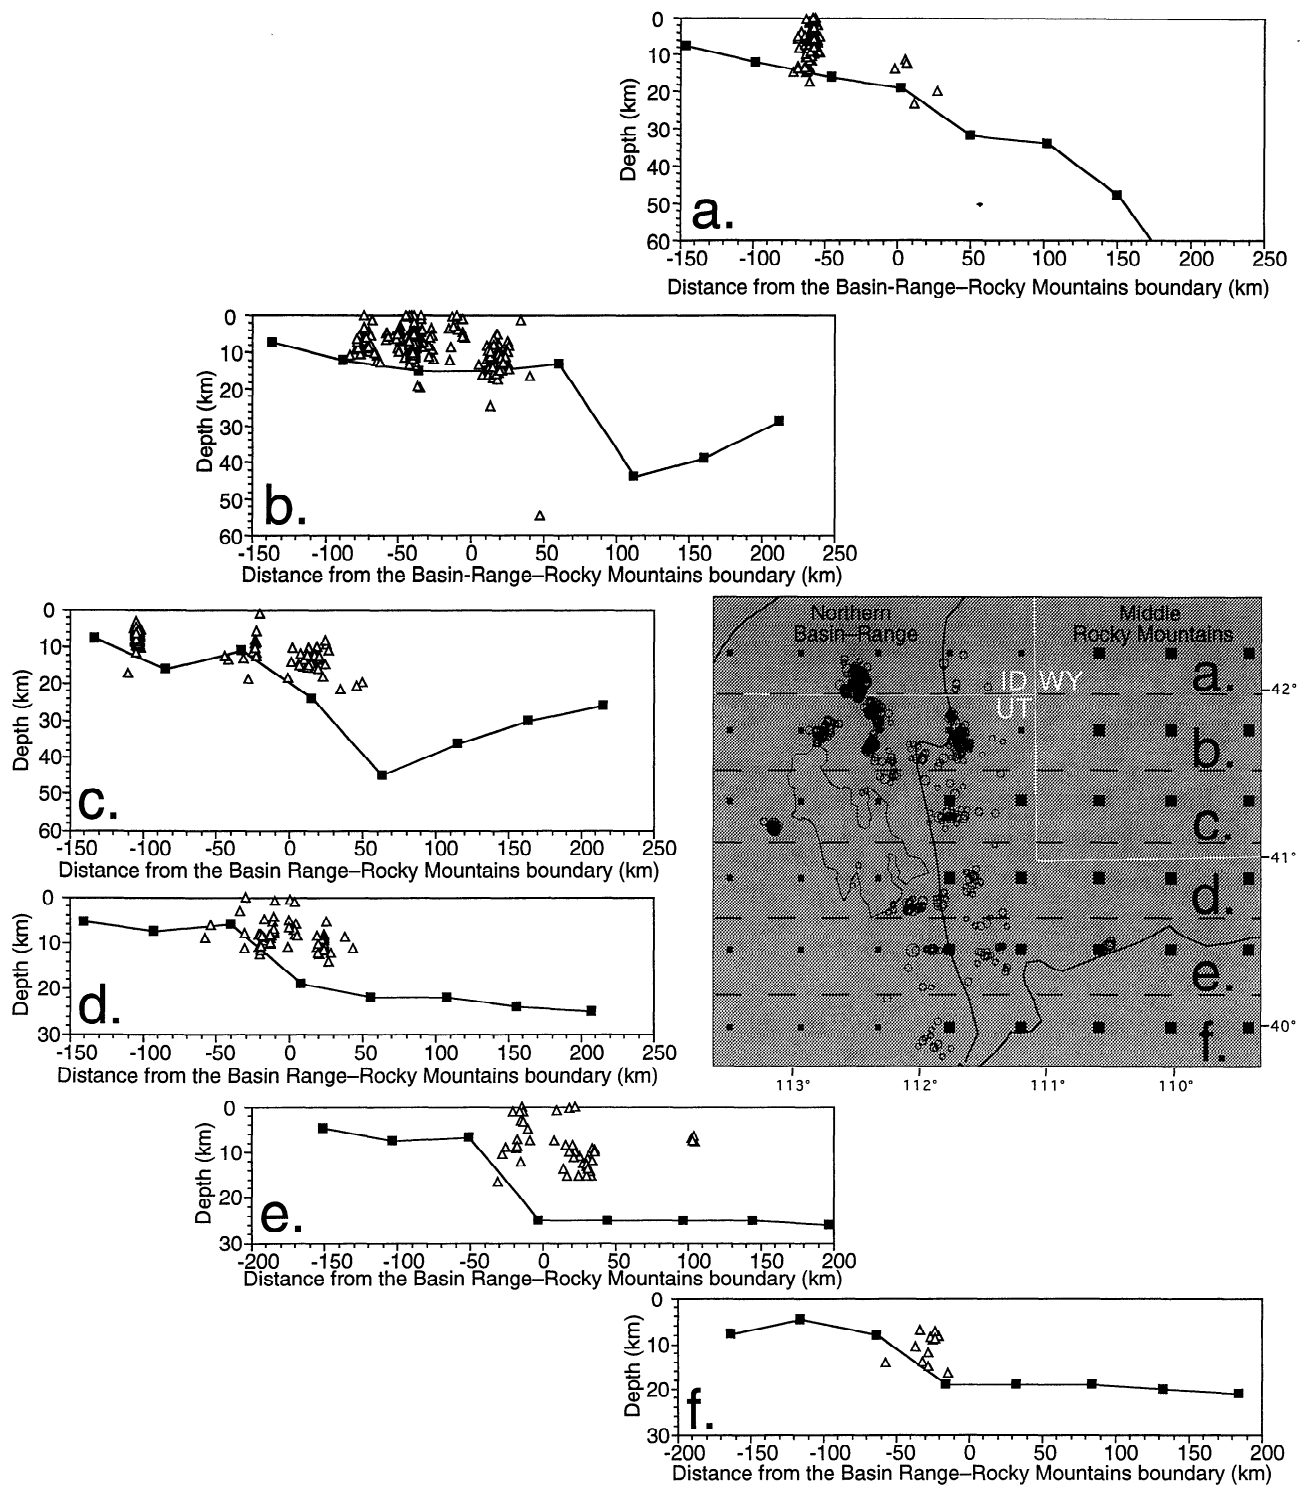 0
10
20
30
40
50
60
Depth (km)
a.
-150 -100 -50 0 50 100 150 200 250
Distance from the Basin-Range–Rocky Mountains boundary (km)
0
10
20
30
40
50
60
Depth (km)
b.
-150 -100 -50 0 50 100 150 200 250
Distance from the Basin-Range–Rocky Mountains boundary (km)
0
10
20
30
40
50
60
Depth (km)
c.
-150 -100 -50 0 50 100 150 200 250
Distance from the Basin Range–Rocky Mountains boundary (km)
Northern Middle
Basin–Range Rocky Mountains
ID WY
UT
a.
b.
c.
d.
e.
f.
42°
41°
40°
113° 112° 111° 110°
0
10
20
30
Depth (km)
d.
-150 -100 -50 0 50 100 150 200 250
Distance from the Basin Range–Rocky Mountains boundary (km)
0
10
20
30
Depth (km)
e.
-200 -150 -100 -50 0 50 100 150 200
Distance from the Basin Range–Rocky Mountains boundary (km)
0
10
20
30
Depth (km)
f.
-200 -150 -100 -50 0 50 100 150 200
Distance from the Basin Range–Rocky Mountains boundary (km)